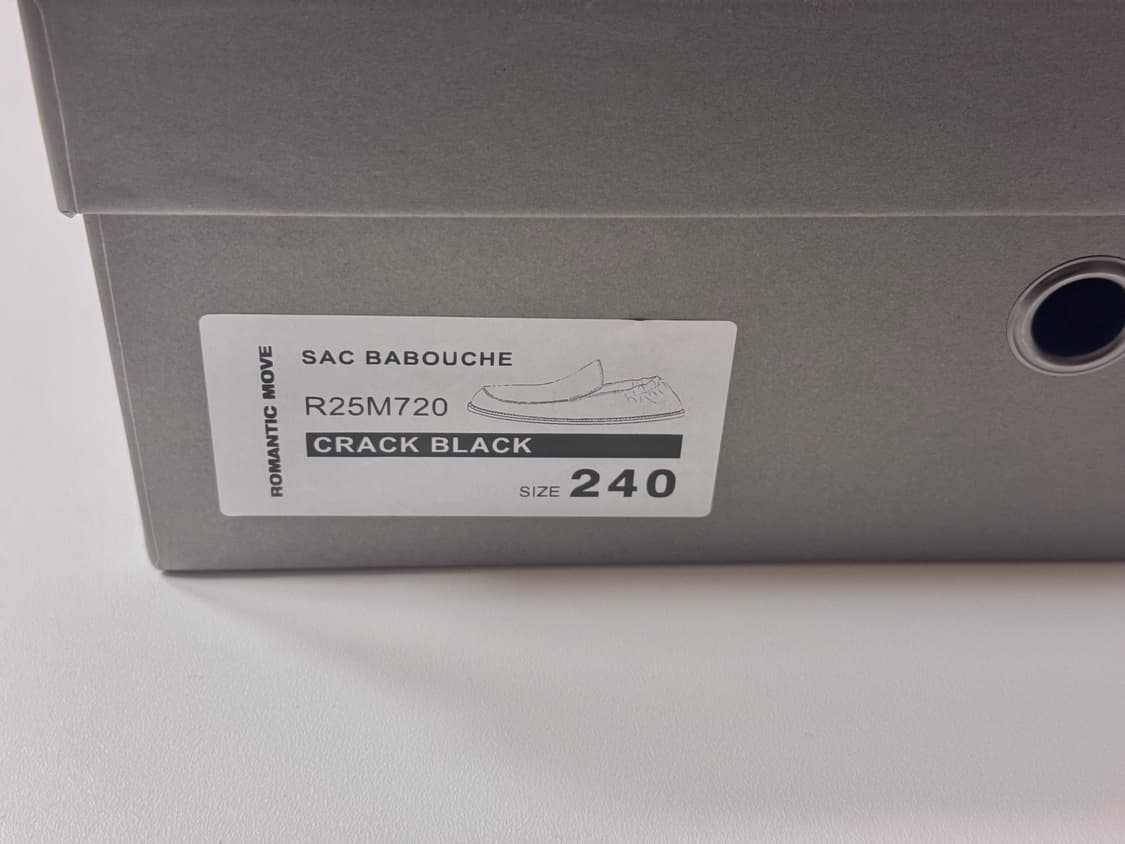 ROMANTIC MOVE
SAC BABOUCHE
R25M720
CRACK BLACK
SIZE 240